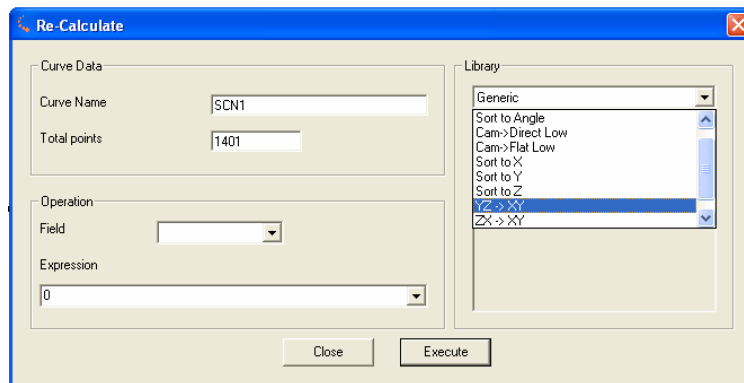 Re-Calculate
Curve Data
Curve Name
SCN1
Total points
1401
Operation
Field
Expression
0
Library
Generic
Sort to Angle
Cam->Direct Low
Cam->Flat Low
Sort to X
Sort to Y
Sort to Z
YZ -> XY
ZX -> XY
Close
Execute